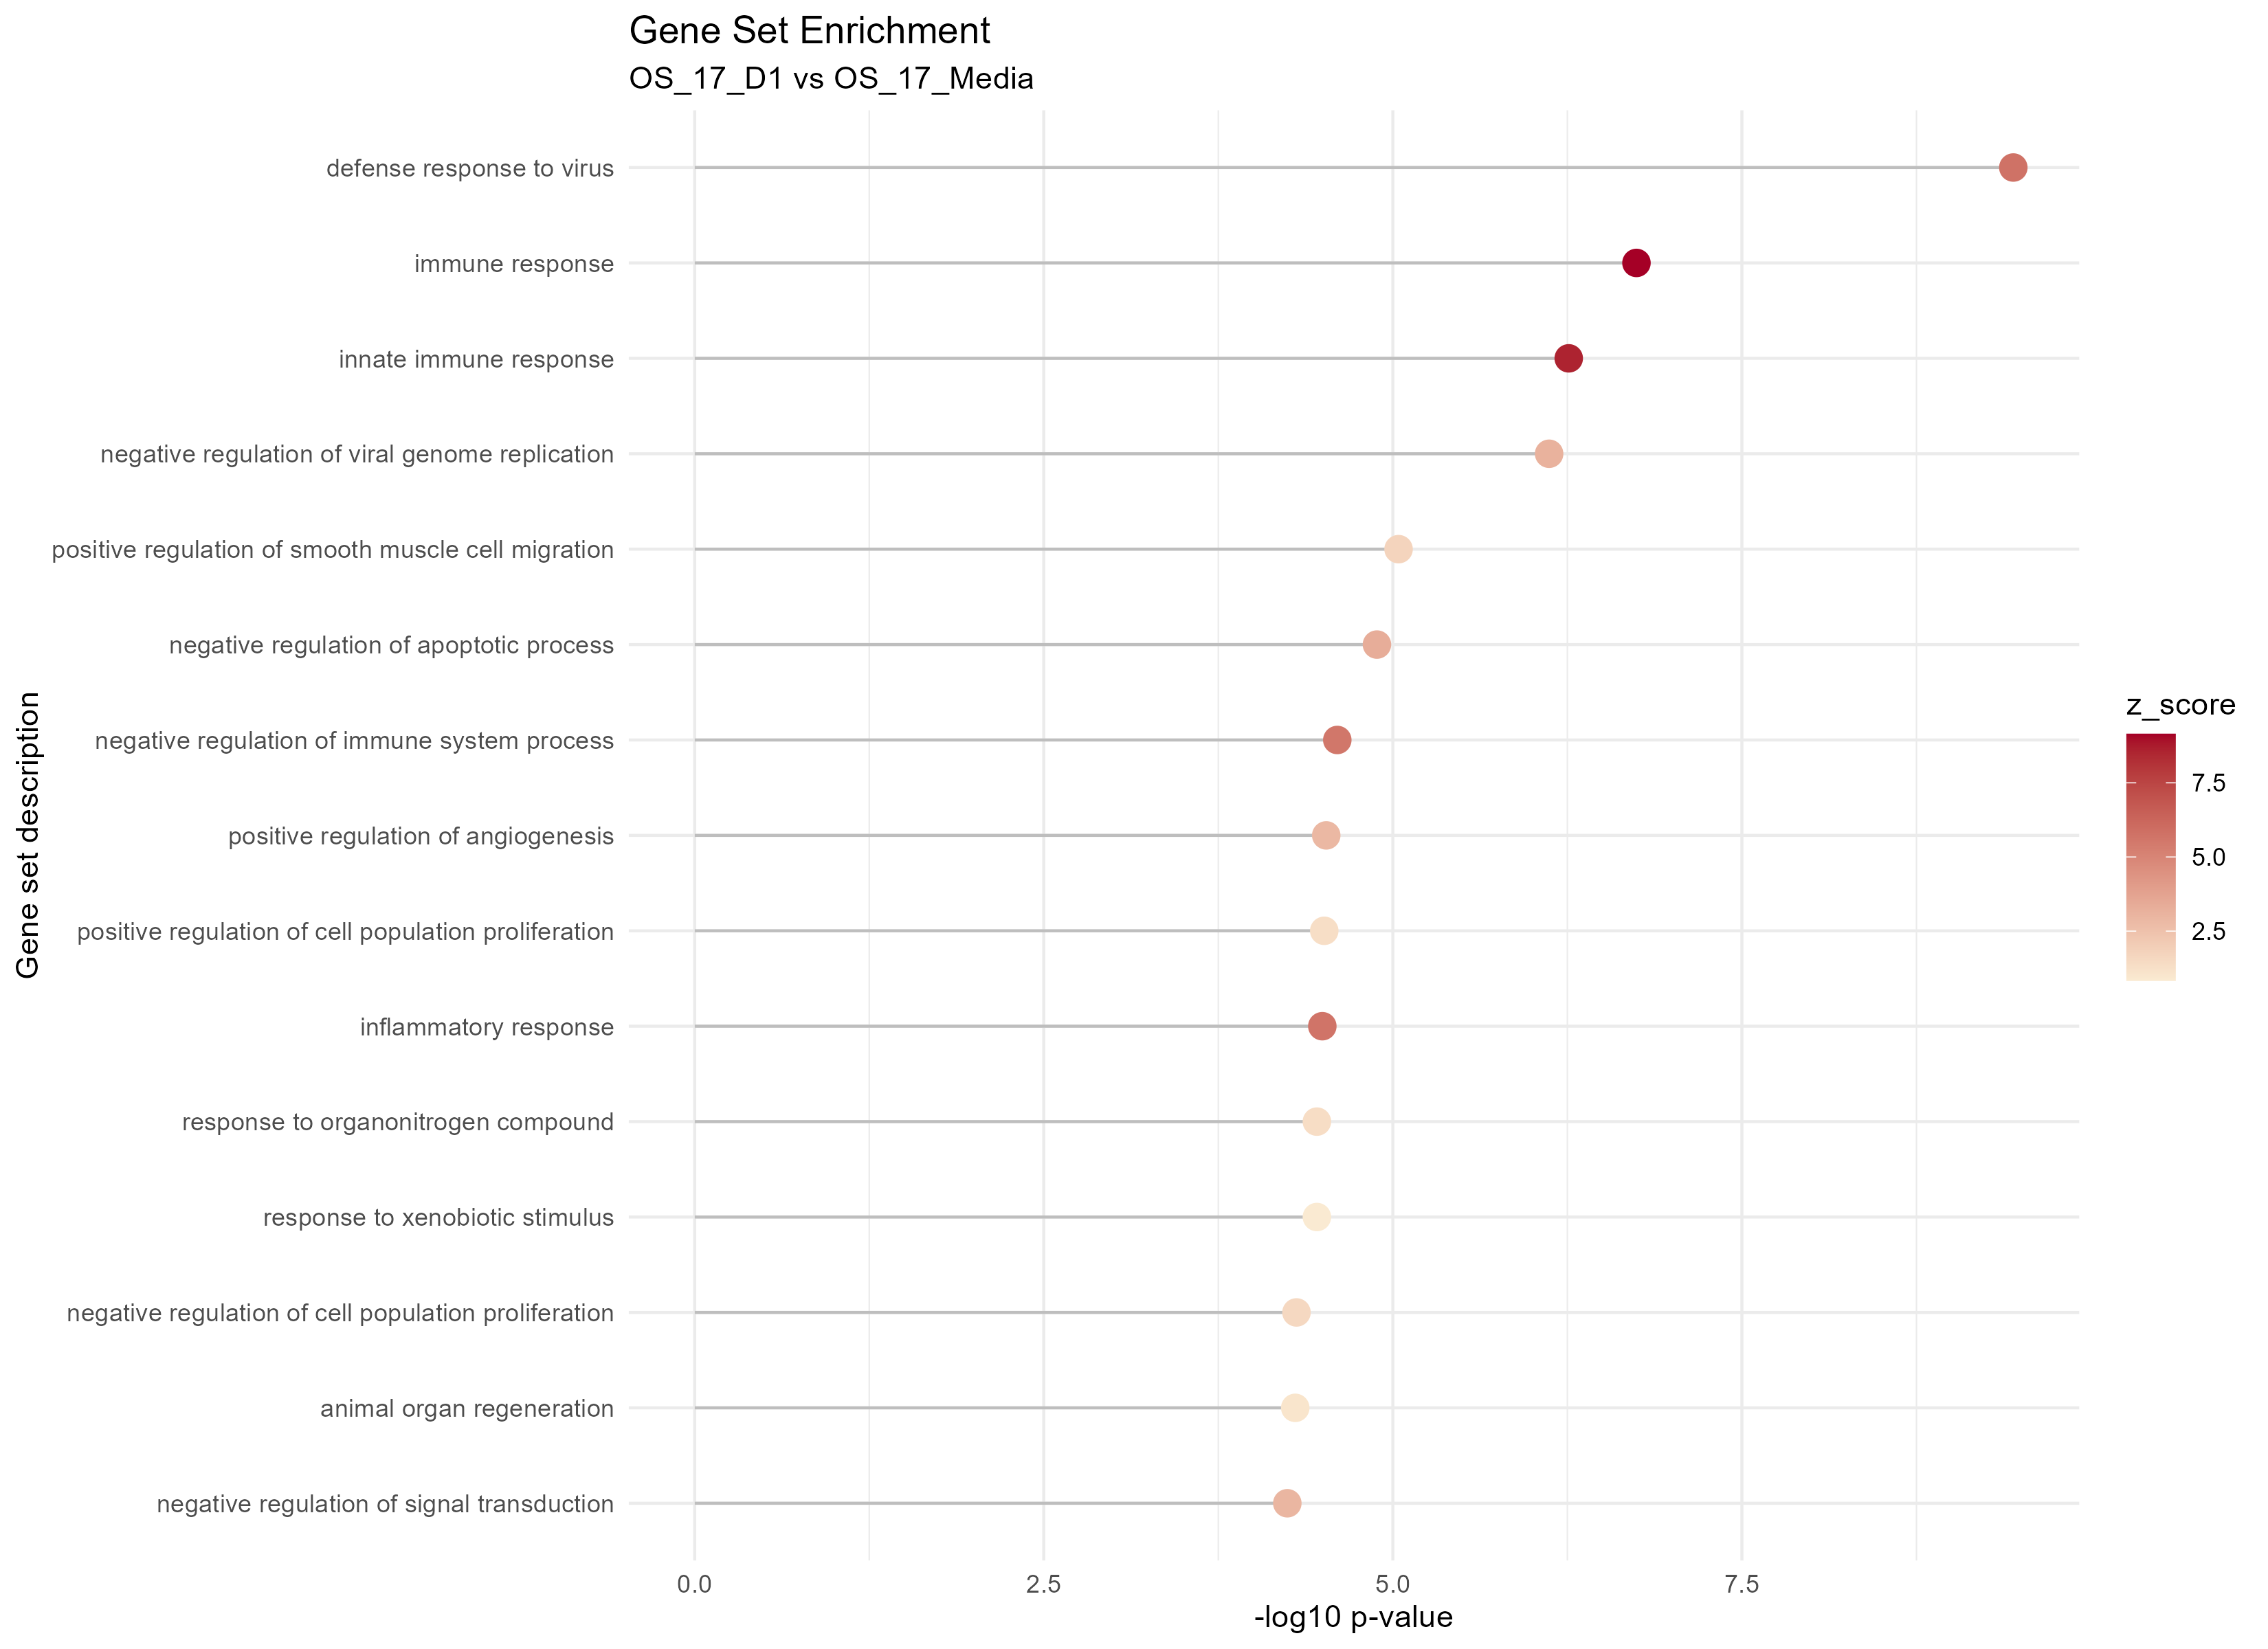 Gene Set Enrichment
OS_17_D1 vs OS_17_Media
defense response to virus
immune response
innate immune response
negative regulation of viral genome replication
positive regulation of smooth muscle cell migration
negative regulation of apoptotic process
negative regulation of immune system process
positive regulation of angiogenesis
positive regulation of cell population proliferation
inflammatory response
response to organonitrogen compound
response to xenobiotic stimulus
negative regulation of cell population proliferation
animal organ regeneration
negative regulation of signal transduction
Gene set description
0.0 2.5 5.0 7.5
-log10 p-value
z_score
7.5
5.0
2.5